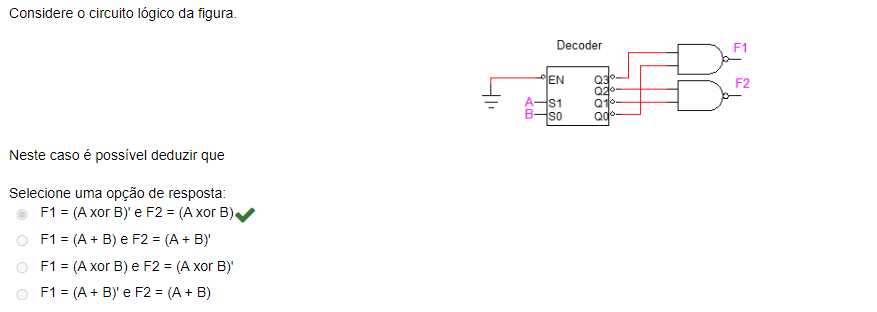 Considere o circuito lógico da figura.
Decoder
F1
EN
Q3
F2
Q2
A
S1
Q1
B
S0
Q0
Neste caso é possível deduzir que
Selecione uma opção de resposta:
F1 = (A xor B)' e F2 = (A xor B)
F1 = (A + B) e F2 = (A + B)'
F1 = (A xor B) e F2 = (A xor B)'
F1 = (A + B)' e F2 = (A + B)